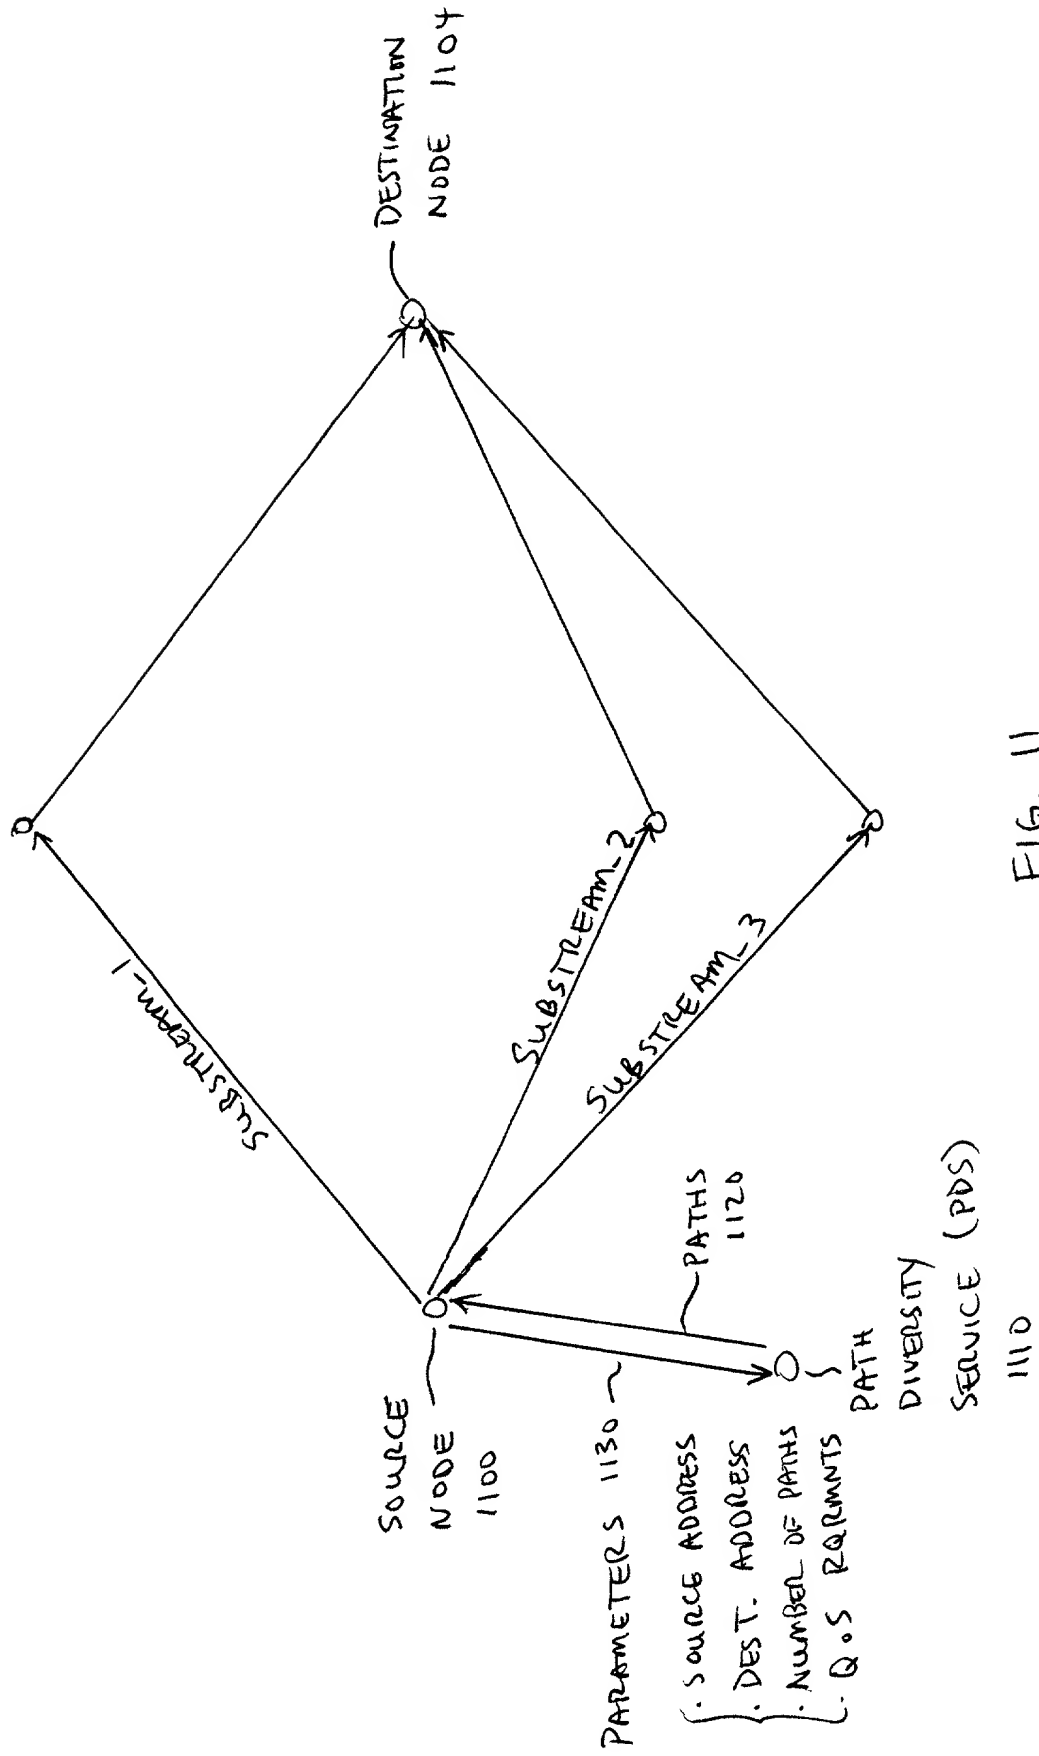 DESTINATION
NODE 1104
SUBSTREAM_1
SUBSTREAM_2
SUBSTREAM_3
SOURCE
NODE
1100
PATHS
1120
PARAMETERS 1130
· SOURCE ADDRESS
· DEST. ADDRESS
· NUMBER OF PATHS
· QoS RQRMNTS
PATH
DIVERSITY
SERVICE (PDS)
1110
FIG. 11